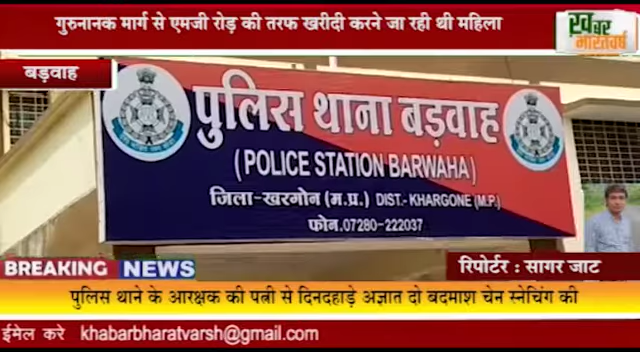 गुरुनानक मार्ग से एमजी रोड़ की तरफ खरीदी करने जा रही थी महिला
ख़बर
भारतवर्ष
बड़वाह
पुलिस थाना बड़वाह
(POLICE STATION BARWAHA)
जिला-खरगोन (म.प्र.) DIST.- KHARGONE (M.P.)
फोन.07280-222037
BREAKING NEWS
रिपोर्टर : सागर जाट
पुलिस थाने के आरक्षक की पत्नी से दिनदहाड़े अज्ञात दो बदमाश चेन स्नेचिंग की
ईमेल करे khabarbharatvarsh@gmail.com